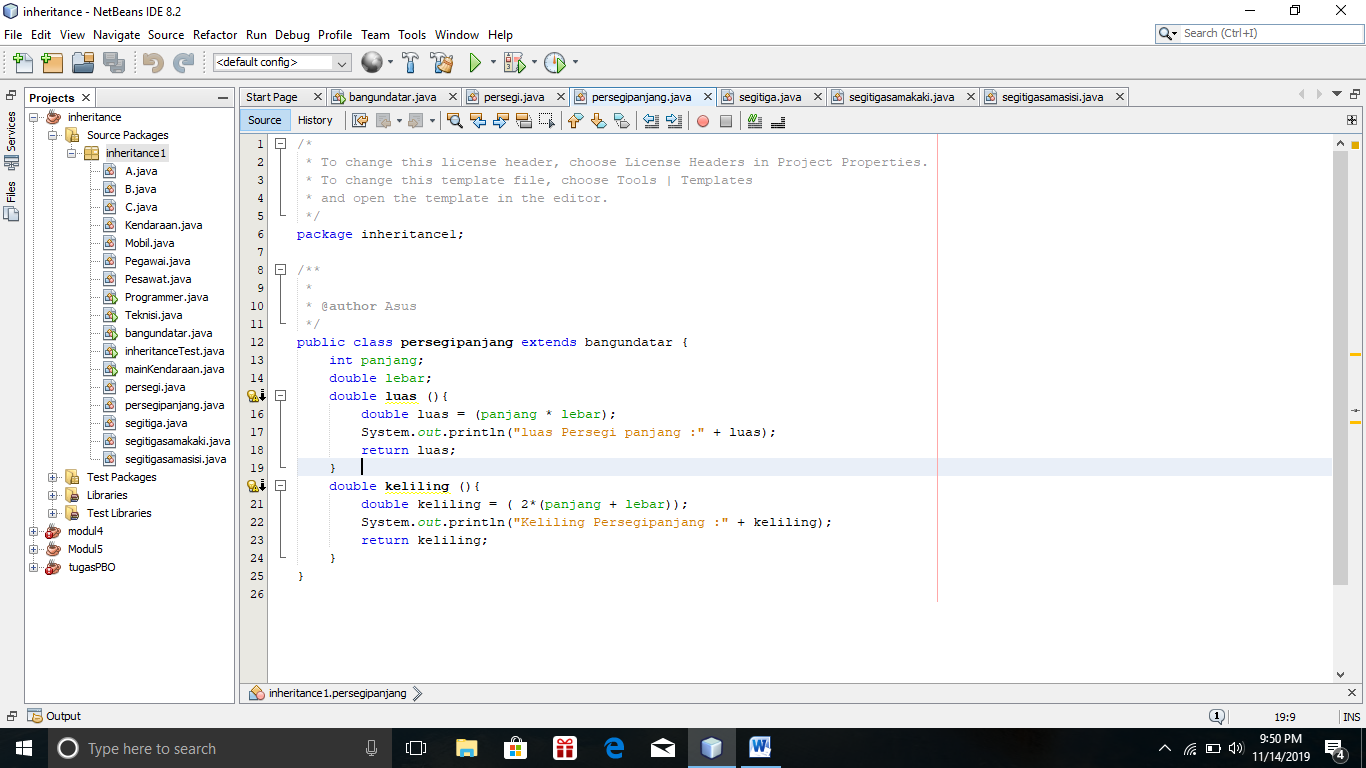 inheritance - NetBeans IDE 8.2
File Edit View Navigate Source Refactor Run Debug Profile Team Tools Window Help
Search (Ctrl+I)
<default config>
Projects
Start Page bangundatar.java persegi.java persegipanjang.java segitiga.java segitigasamakaki.java segitigasamasisi.java
Services
Files
inheritance
Source Packages
inheritance1
A.java
B.java
C.java
Kendaraan.java
Mobil.java
Pegawai.java
Pesawat.java
Programmer.java
Teknisi.java
bangundatar.java
inheritanceTest.java
mainKendaraan.java
persegi.java
persegipanjang.java
segitiga.java
segitigasamakaki.java
segitigasamasisi.java
Test Packages
Libraries
Test Libraries
modul4
Modul5
tugasPBO
Source History
1 /*
2 * To change this license header, choose License Headers in Project Properties.
3 * To change this template file, choose Tools | Templates
4 * and open the template in the editor.
5 */
6 package inheritance1;
7
8 /**
9 *
10 * @author Asus
11 */
12 public class persegipanjang extends bangundatar {
13 int panjang;
14 double lebar;
double luas (){
16 double luas = (panjang * lebar);
17 System.out.println("luas Persegi panjang :" + luas);
18 return luas;
19 }
double keliling (){
21 double keliling = ( 2*(panjang + lebar));
22 System.out.println("Keliling Persegipanjang :" + keliling);
23 return keliling;
24 }
25 }
26
inheritance1.persegipanjang
Output
1
19:9
INS
Type here to search
9:50 PM
11/14/2019
4